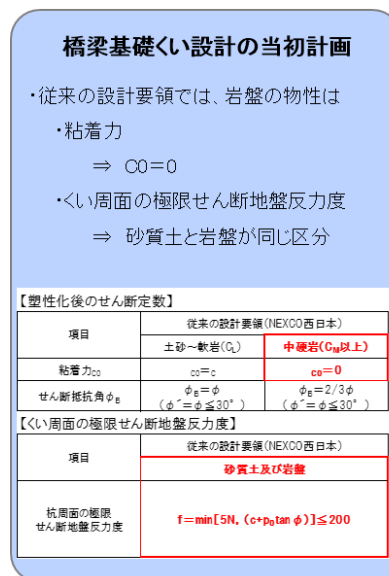 橋梁基礎くい設計の当初計画
・従来の設計要領では、岩盤の物性は
・粘着力
⇒ C0=0
・くい周面の極限せん断地盤反力度
⇒ 砂質土と岩盤が同じ区分
【塑性化後のせん断定数】
項目
従来の設計要領(NEXCO西日本)
土砂~軟岩(CL)
中硬岩(CM以上)
粘着力c0
c0=c
c0=0
せん断抵抗角φB
φB=φ
(φ´=φ≦30°)
φB=2/3φ
(φ´=φ≦30°)
【くい周面の極限せん断地盤反力度】
項目
従来の設計要領(NEXCO西日本)
砂質土及び岩盤
杭周面の極限
せん断地盤反力度
f=min[5N, (c+p0tanφ)]≦200